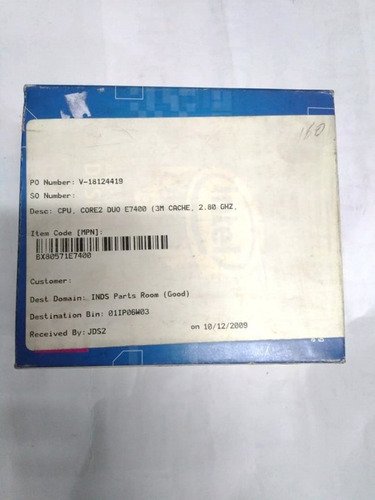 160
PO Number: V-18124419
SO Number:
Desc: CPU, CORE2 DUO E7400 (3M CACHE, 2.80 GHZ,
Item Code [MPN]:
BX80571E7400
Customer:
Dest Domain: INDS Parts Room (Good)
Destination Bin: 01IP06W03
Received By: JDS2 on 10/12/2009